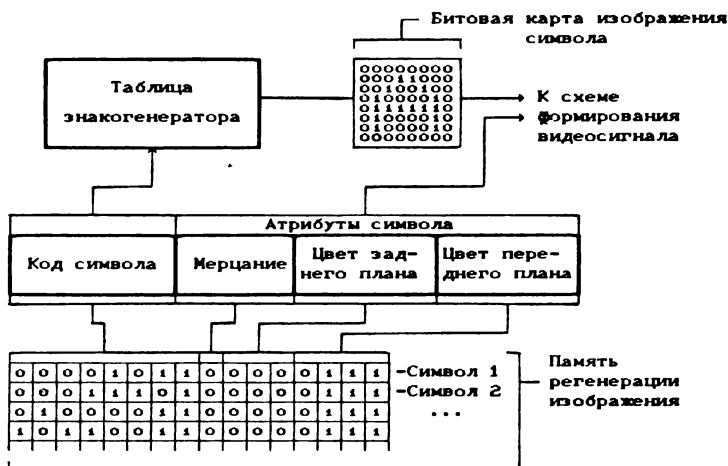 Битовая карта изображения
символа
Таблица
знакогенератора
00000000
00011000
00100100
01000010
01111110
01000010
01000010
00000000
К схеме
формирования
видеосигнала
Атрибуты символа
Код символа
Мерцание
Цвет зад-
него плана
Цвет пере-
днего плана
0 0 0 0 1 0 1 1 0 0 0 0 0 1 1 1 -Символ 1
0 0 0 1 1 1 0 1 0 0 0 0 0 1 1 1 -Символ 2
0 1 0 0 0 0 0 1 0 0 0 0 0 1 1 1 ...
1 0 1 1 0 0 1 1 0 0 0 0 0 1 1 1
Память
регенерации
изображения